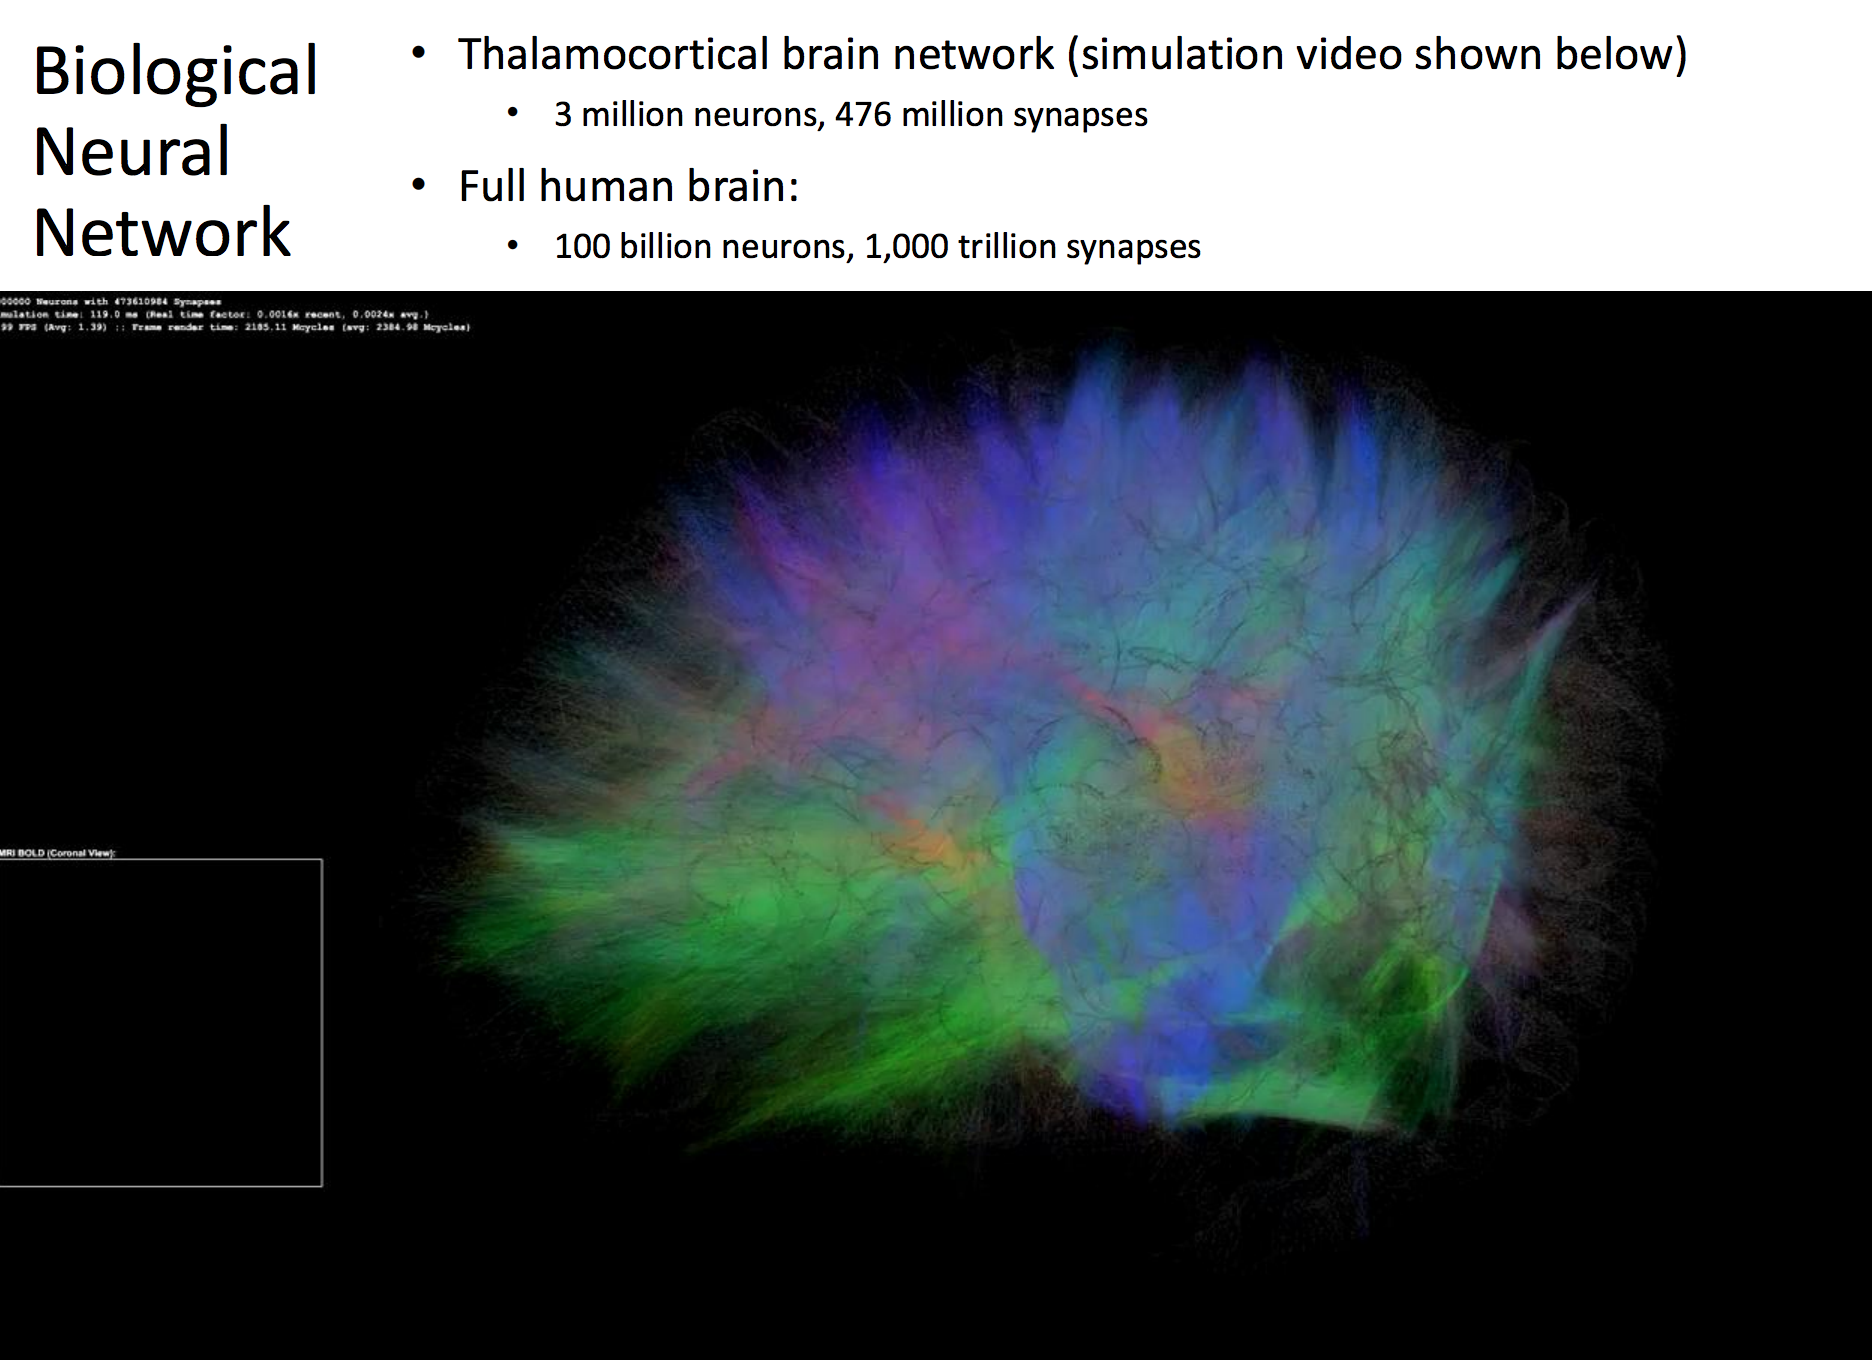 Biological
Neural
Network
• Thalamocortical brain network (simulation video shown below)
• 3 million neurons, 476 million synapses
• Full human brain:
• 100 billion neurons, 1,000 trillion synapses
00000 Neurons with 473610984 Synapses
mulation time: 119.0 ms (Real time factor: 0.0016x recent, 0.0024x avg.)
99 FPS (Avg: 1.39) :: Frame render time: 2185.11 Mcycles (avg: 2384.98 Mcycles)
MRI BOLD (Coronal View):